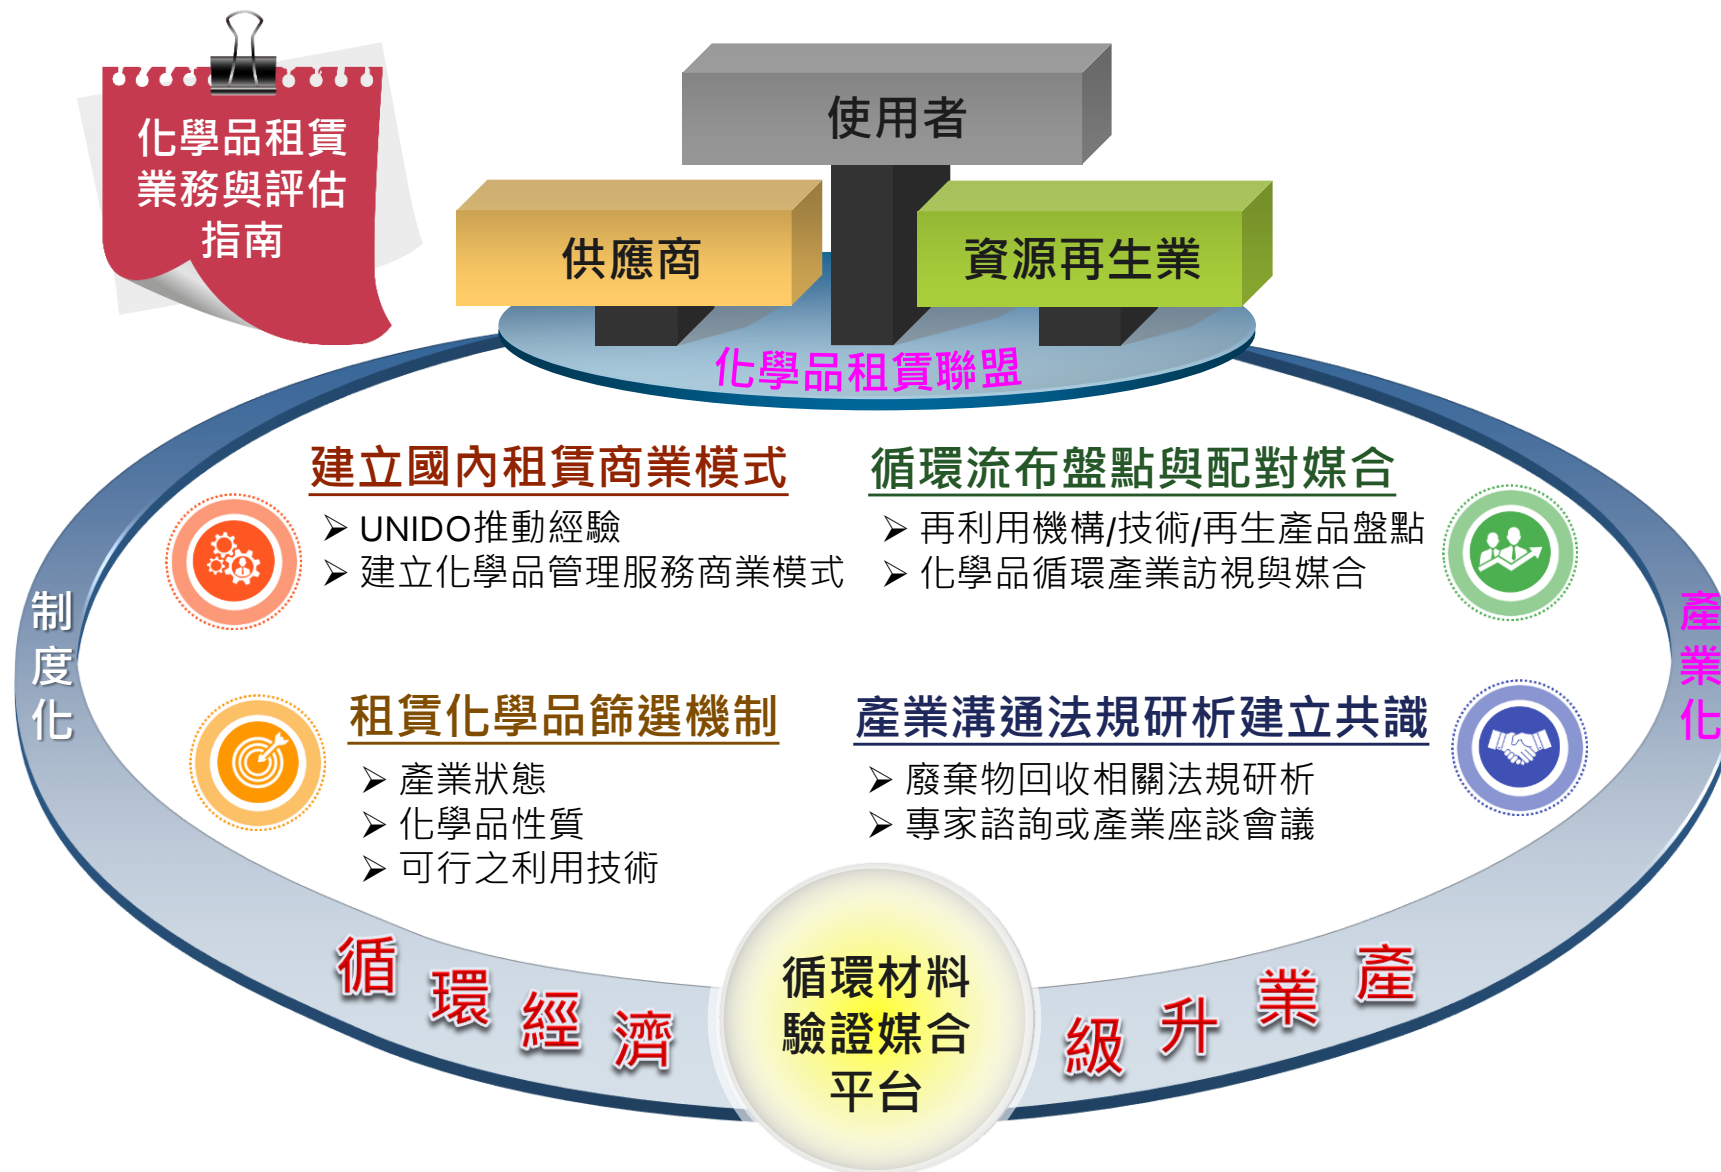 化學品租賃
業務與評估
指南
使用者
供應商
資源再生業
化學品租賃聯盟
建立國內租賃商業模式
➢ UNIDO推動經驗
➢ 建立化學品管理服務商業模式
循環流布盤點與配對媒合
➢ 再利用機構/技術/再生產品盤點
➢ 化學品循環產業訪視與媒合
制度化
產業化
租賃化學品篩選機制
➢ 產業狀態
➢ 化學品性質
➢ 可行之利用技術
產業溝通法規研析建立共識
➢ 廢棄物回收相關法規研析
➢ 專家諮詢或產業座談會議
循環經濟
循環材料
驗證媒合
平台
級升業產